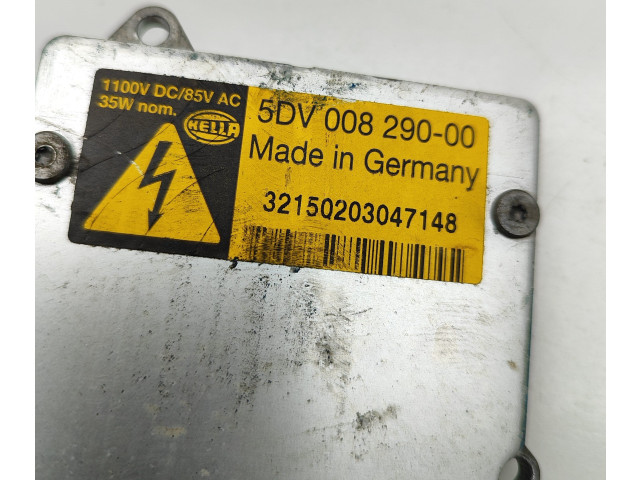 1100V DC/85V AC
35W nom.
HELLA
5DV 008 290-00
Made in Germany
32150203047148